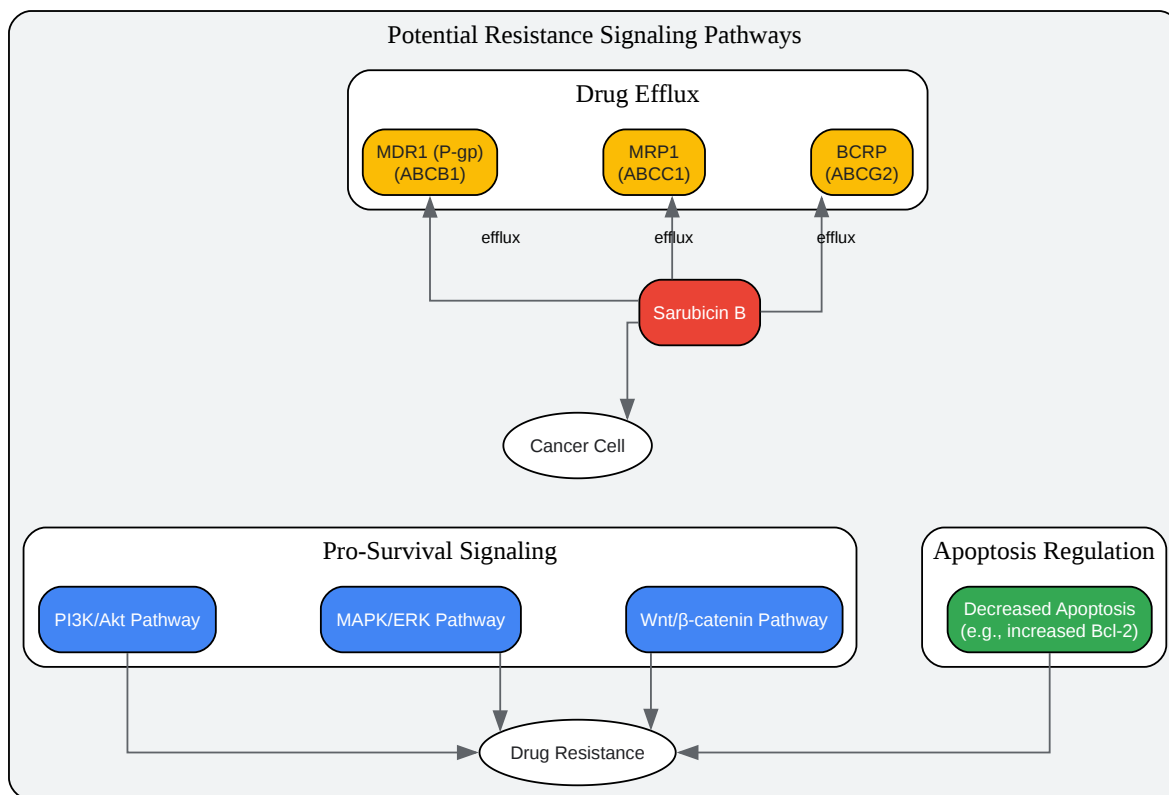 Potential Resistance Signaling Pathways
Drug Efflux
MDR1 (P-gp)
(ABCB1)
MRP1
(ABCC1)
BCRP
(ABCG2)
efflux
efflux
efflux
Sarubicin B
Cancer Cell
Pro-Survival Signaling
PI3K/Akt Pathway
MAPK/ERK Pathway
Wnt/β-catenin Pathway
Apoptosis Regulation
Decreased Apoptosis
(e.g., increased Bcl-2)
Drug Resistance